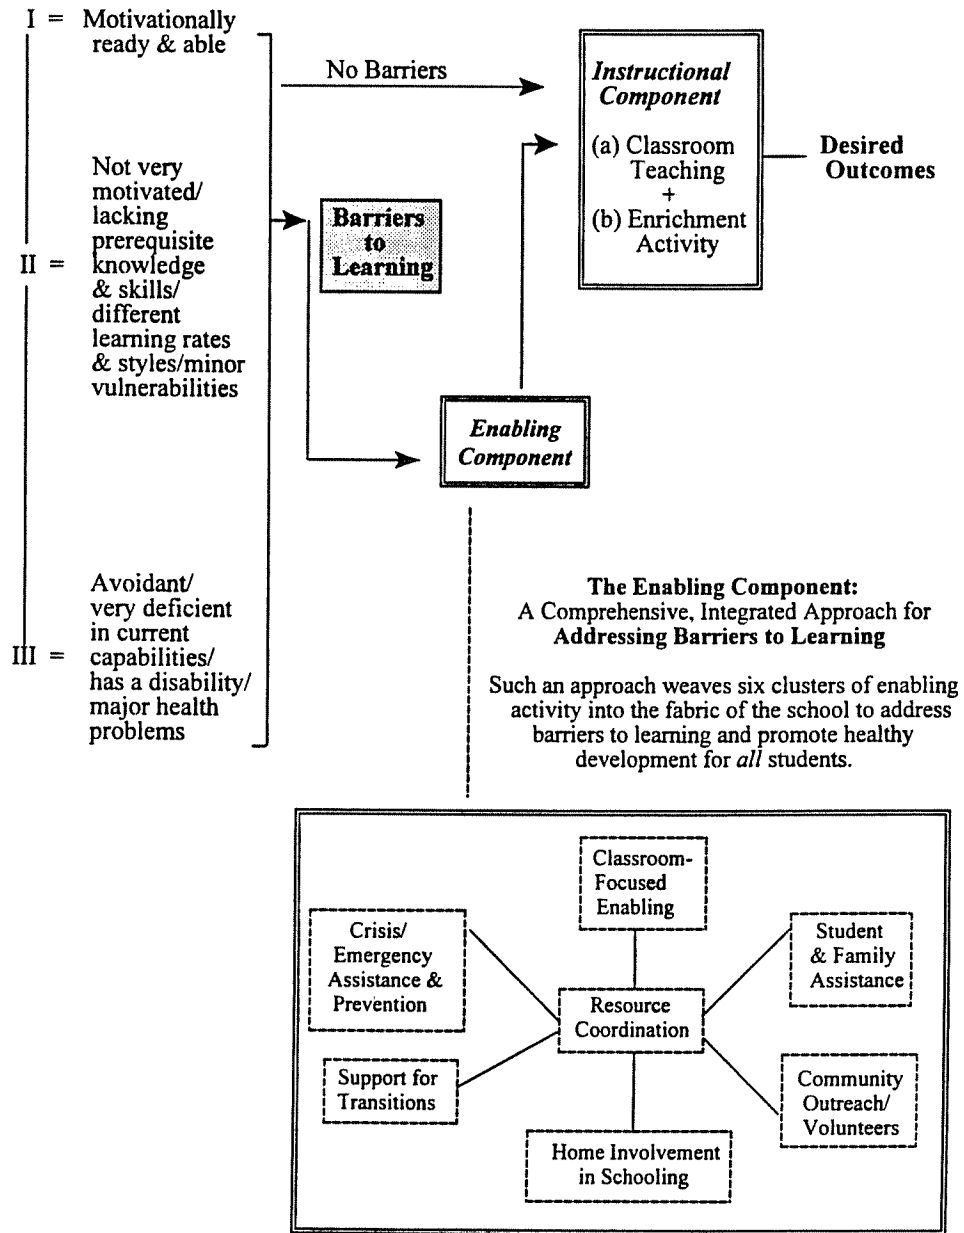 I = Motivationally
ready & able
No Barriers
Instructional
Component
(a) Classroom
Teaching
+
(b) Enrichment
Activity
Desired
Outcomes
II =
Not very
motivated/
lacking
prerequisite
knowledge
& skills/
different
learning rates
& styles/minor
vulnerabilities
Barriers
to
Learning
Enabling
Component
III =
Avoidant/
very deficient
in current
capabilities/
has a disability/
major health
problems
The Enabling Component:
A Comprehensive, Integrated Approach for
Addressing Barriers to Learning
Such an approach weaves six clusters of enabling
activity into the fabric of the school to address
barriers to learning and promote healthy
development for all students.
Classroom-
Focused
Enabling
Crisis/
Emergency
Assistance &
Prevention
Student
& Family
Assistance
Resource
Coordination
Support for
Transitions
Community
Outreach/
Volunteers
Home Involvement
in Schooling